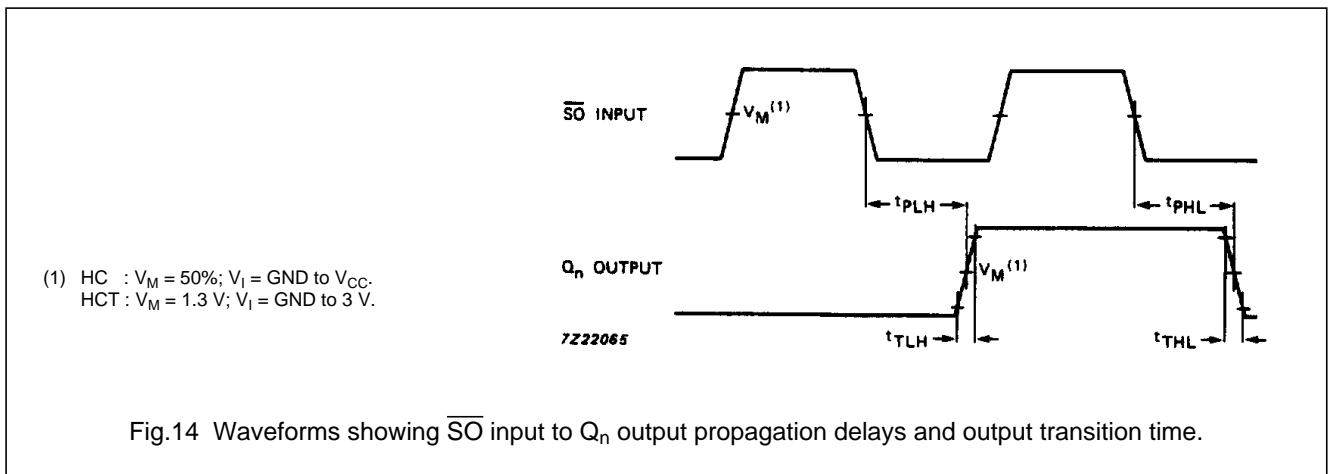 S̅O̅ INPUT
V_M(1)
t_PLH
t_PHL
Q_n OUTPUT
V_M(1)
(1) HC : V_M = 50%; V_I = GND to V_CC.
HCT : V_M = 1.3 V; V_I = GND to 3 V.
7Z22065
t_TLH
t_THL
Fig.14 Waveforms showing S̅O̅ input to Q_n output propagation delays and output transition time.